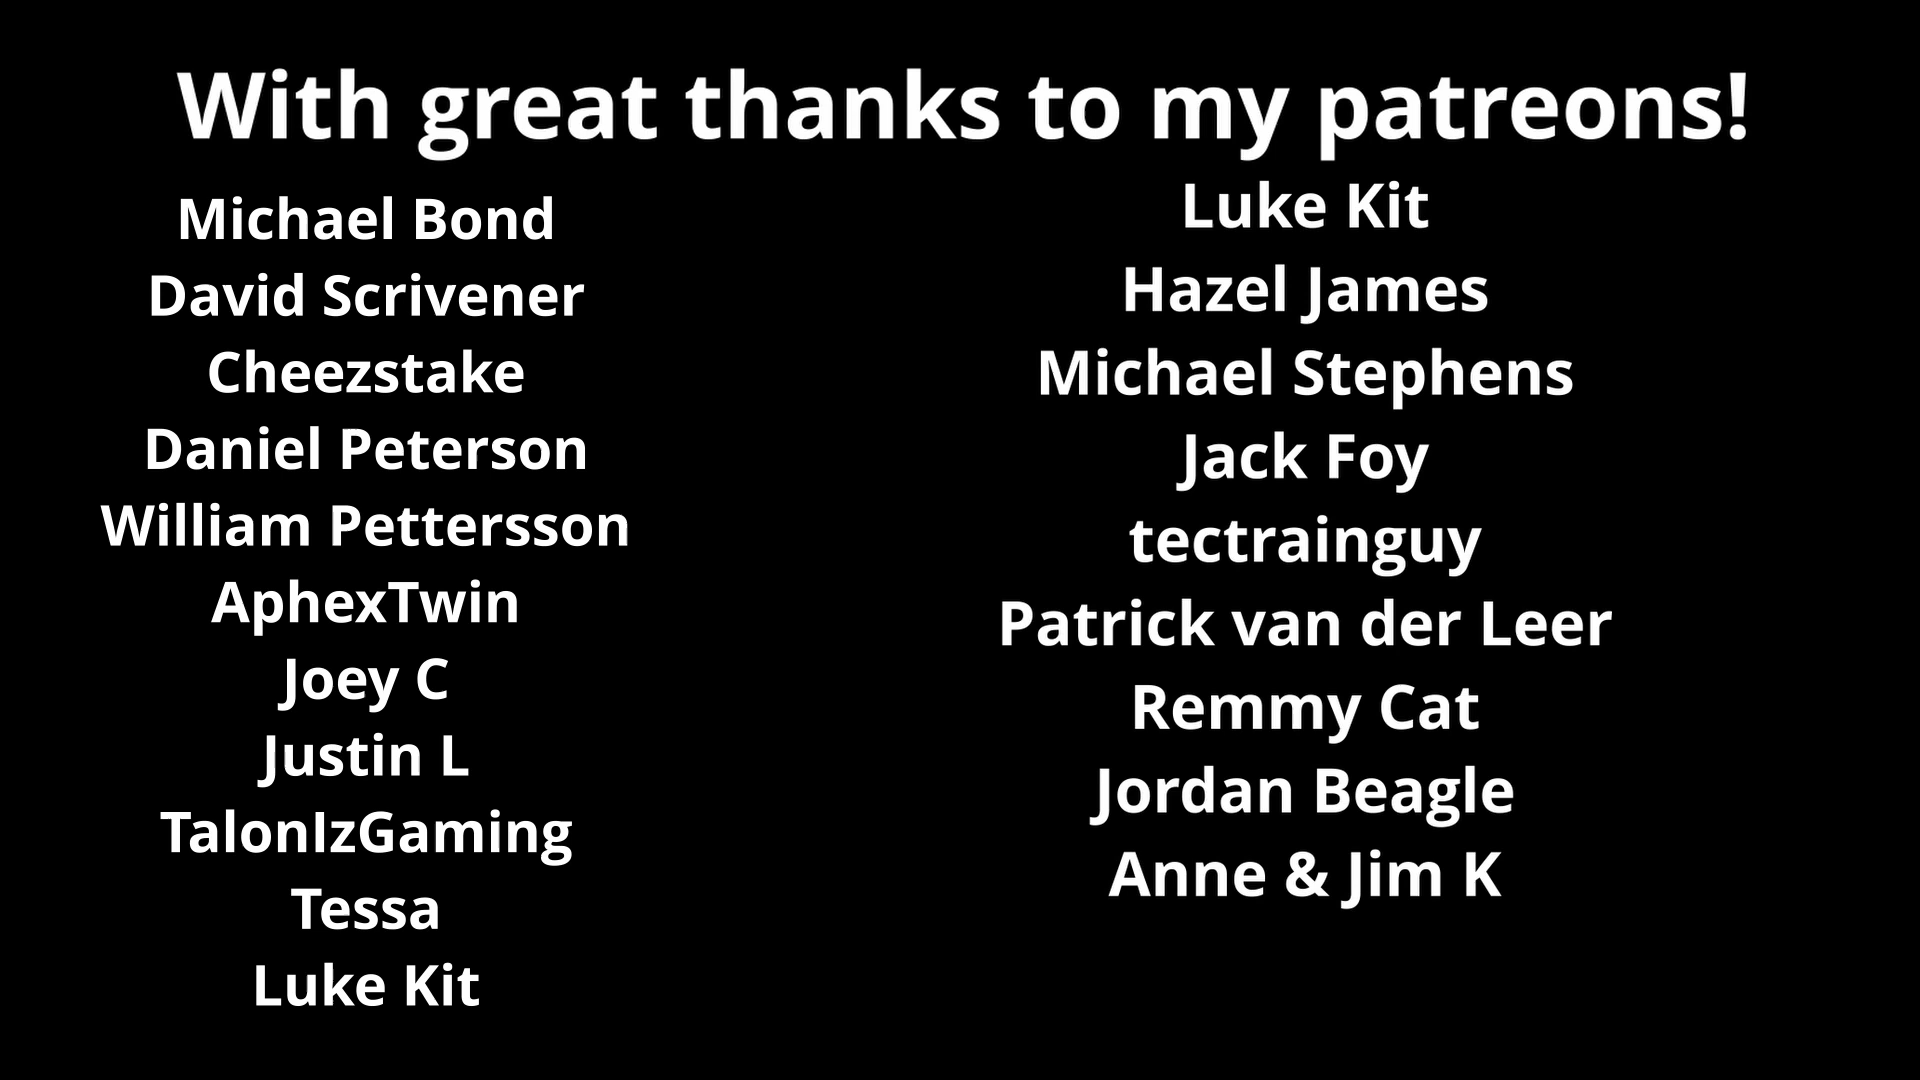 With great thanks to my patreons!
Michael Bond
David Scrivener
Cheezstake
Daniel Peterson
William Pettersson
AphexTwin
Joey C
Justin L
TalonIzGaming
Tessa
Luke Kit
Luke Kit
Hazel James
Michael Stephens
Jack Foy
tectrainguy
Patrick van der Leer
Remmy Cat
Jordan Beagle
Anne & Jim K